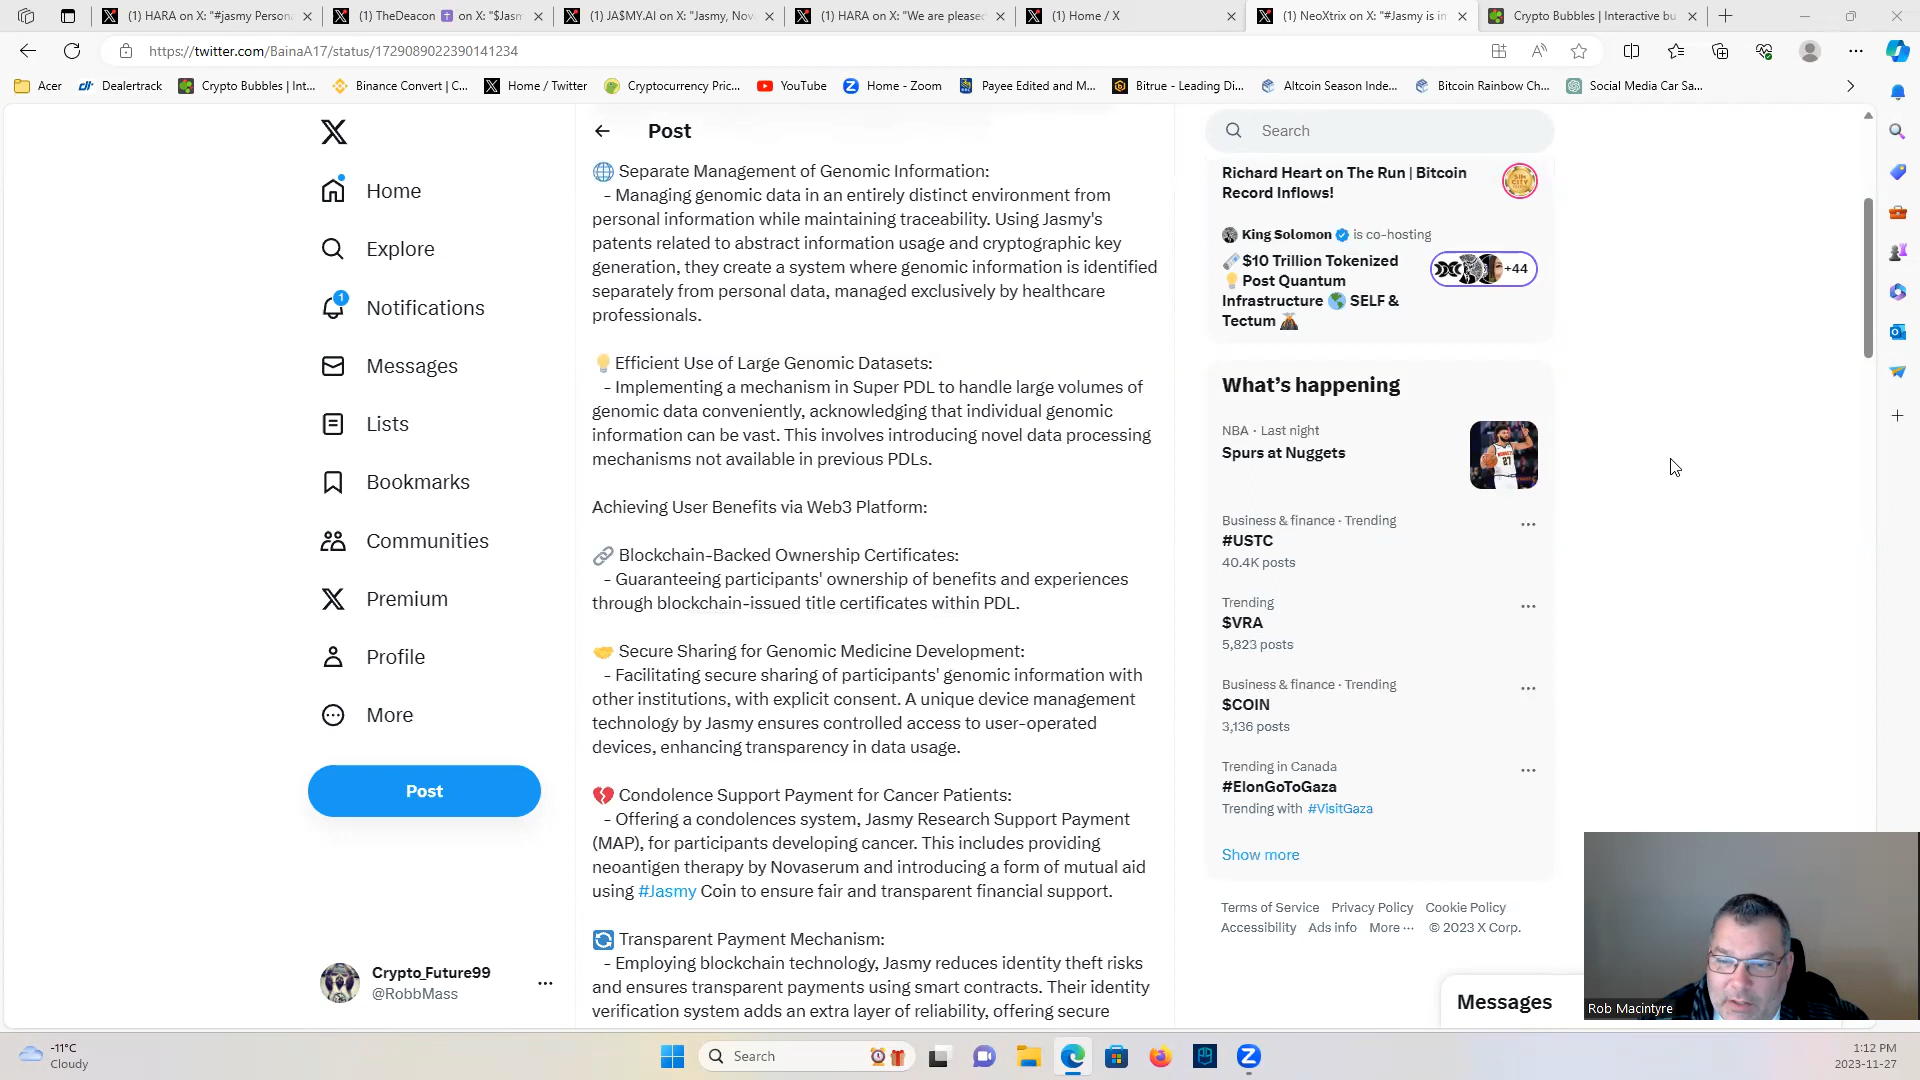 (1) HARA on X: "#jasmy Persona
(1) TheDeacon ✝ on X: "$Jasm
(1) JA$MY.AI on X: "Jasmy, Nov
(1) HARA on X: "We are please
(1) Home / X
(1) NeoXtrix on X: "#Jasmy is in
Crypto Bubbles | Interactive bu
https://twitter.com/BainaA17/status/1729089022390141234
Acer
Dealertrack
Crypto Bubbles | Int...
Binance Convert | C...
Home / Twitter
Cryptocurrency Pric...
YouTube
Home - Zoom
Payee Edited and M...
Bitrue - Leading Di...
Altcoin Season Inde...
Bitcoin Rainbow Ch...
Social Media Car Sa...
Home
Explore
1
Notifications
Messages
Lists
Bookmarks
Communities
Premium
Profile
More
Post
Crypto_Future99
@RobbMass
Post
🌐 Separate Management of Genomic Information:
- Managing genomic data in an entirely distinct environment from
personal information while maintaining traceability. Using Jasmy's
patents related to abstract information usage and cryptographic key
generation, they create a system where genomic information is identified
separately from personal data, managed exclusively by healthcare
professionals.
💡Efficient Use of Large Genomic Datasets:
- Implementing a mechanism in Super PDL to handle large volumes of
genomic data conveniently, acknowledging that individual genomic
information can be vast. This involves introducing novel data processing
mechanisms not available in previous PDLs.
Achieving User Benefits via Web3 Platform:
🔗 Blockchain-Backed Ownership Certificates:
- Guaranteeing participants' ownership of benefits and experiences
through blockchain-issued title certificates within PDL.
🤝 Secure Sharing for Genomic Medicine Development:
- Facilitating secure sharing of participants' genomic information with
other institutions, with explicit consent. A unique device management
technology by Jasmy ensures controlled access to user-operated
devices, enhancing transparency in data usage.
💔 Condolence Support Payment for Cancer Patients:
- Offering a condolences system, Jasmy Research Support Payment
(MAP), for participants developing cancer. This includes providing
neoantigen therapy by Novaserum and introducing a form of mutual aid
using #Jasmy Coin to ensure fair and transparent financial support.
🔄 Transparent Payment Mechanism:
- Employing blockchain technology, Jasmy reduces identity theft risks
and ensures transparent payments using smart contracts. Their identity
verification system adds an extra layer of reliability, offering secure
Search
Richard Heart on The Run | Bitcoin
Record Inflows!
King Solomon is co-hosting
$10 Trillion Tokenized
💡Post Quantum
Infrastructure 🌎 SELF &
Tectum 🌋
+44
What's happening
NBA · Last night
Spurs at Nuggets
Business & finance · Trending
#USTC
40.4K posts
Trending
$VRA
5,823 posts
Business & finance · Trending
$COIN
3,136 posts
Trending in Canada
#ElonGoToGaza
Trending with #VisitGaza
Show more
Terms of Service Privacy Policy Cookie Policy
Accessibility Ads info More ··· © 2023 X Corp.
Messages
Rob Macintyre
-11°C
Cloudy
Search
1:12 PM
2023-11-27